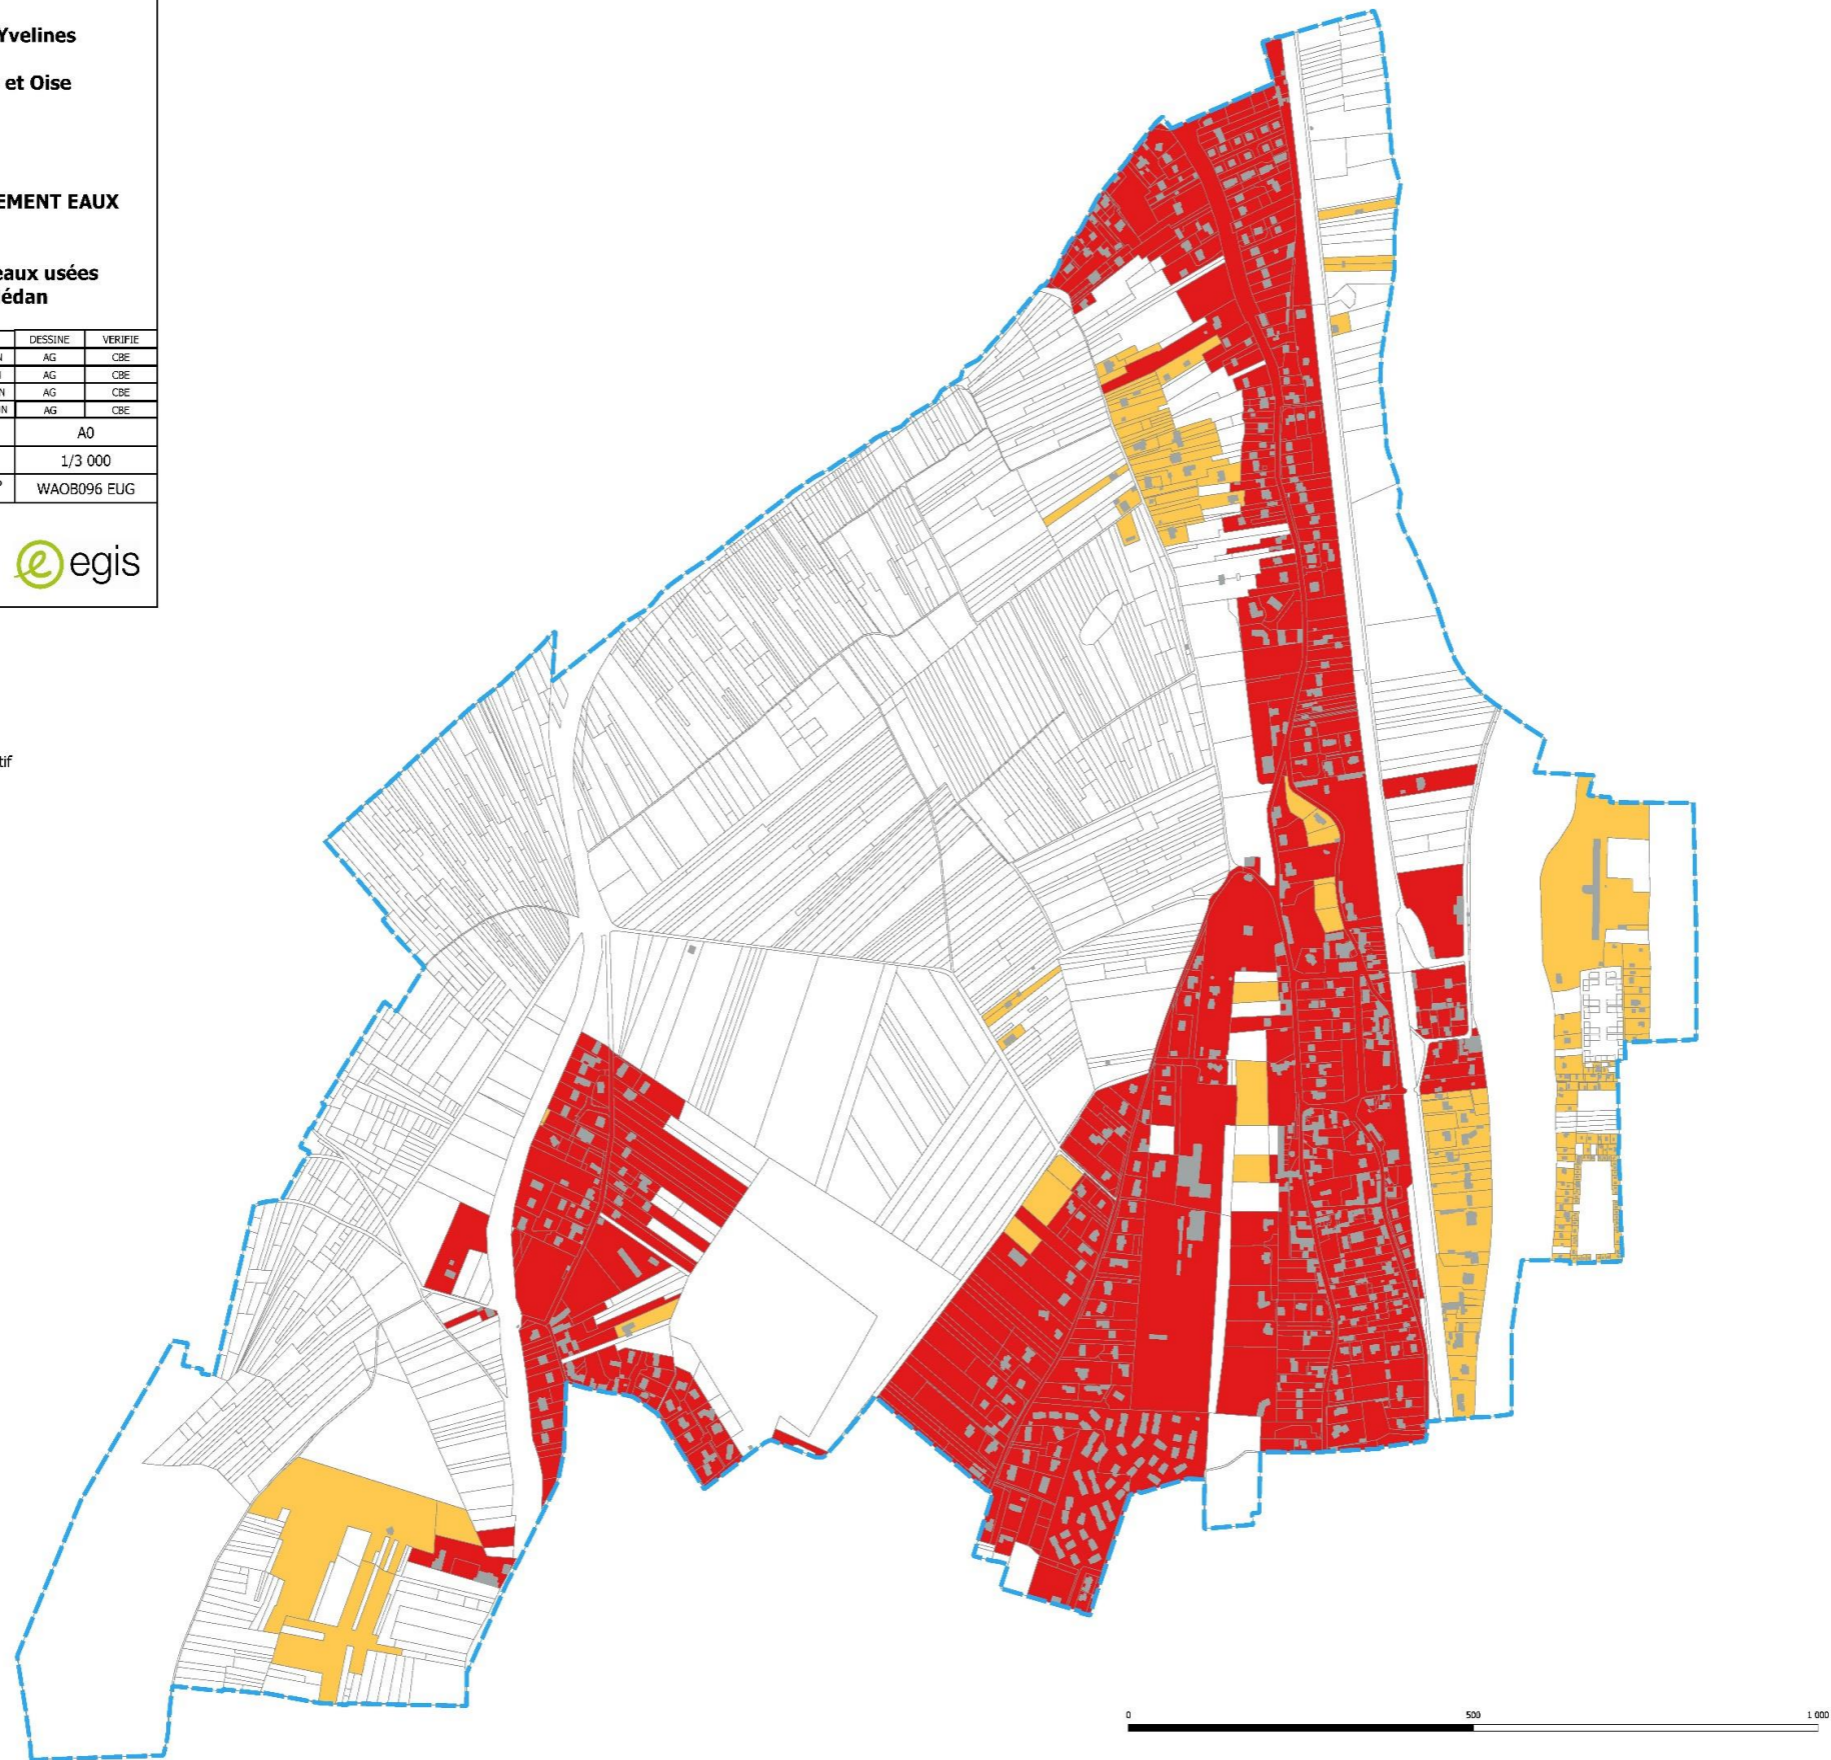 Yvelines
et Oise
EMENT EAUX
eaux usées
édan
DESSINE VERIFIE
N AG CBE
I AG CBE
N AG CBE
IN AG CBE
A0
1/3 000
° WAOB096 EUG
e egis
tif
0 500 1 000